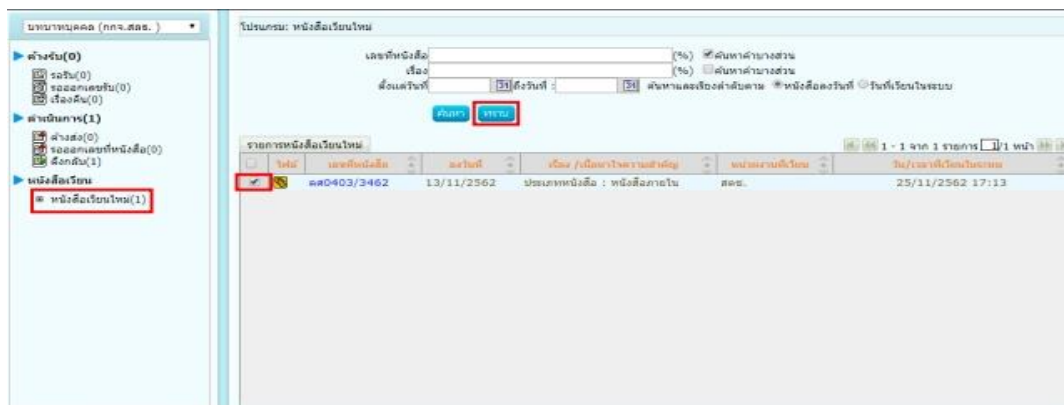 บทบาทบุคคล (กกจ.สตธ. )
ค้างรับ(0)
รอรับ(0)
รอออกเลขรับ(0)
เรื่องคืน(0)
ดำเนินการ(1)
ค้างส่ง(0)
รอออกเลขที่หนังสือ(0)
ดึงกลับ(1)
หนังสือเวียน
หนังสือเวียนใหม่(1)
โปรแกรม: หนังสือเวียนใหม่
เลขที่หนังสือ (%) ค้นหาคำบางส่วน
เรื่อง (%) ค้นหาคำบางส่วน
ตั้งแต่วันที่ 31 ถึงวันที่ : 31 ค้นหาและเรียงลำดับตาม หนังสือลงวันที่ วันที่เวียนในระบบ
ค้นหา ทราบ
รายการหนังสือเวียนใหม่ 1 - 1 จาก 1 รายการ 1/1 หน้า
ไฟล์ เลขที่หนังสือ ลงวันที่ เรื่อง /เนื้อหาใจความสำคัญ หน่วยงานที่เวียน วัน/เวลาที่เวียนในระบบ
ดส0403/3462 13/11/2562 ประเภทหนังสือ : หนังสือภายใน สตธ. 25/11/2562 17:13